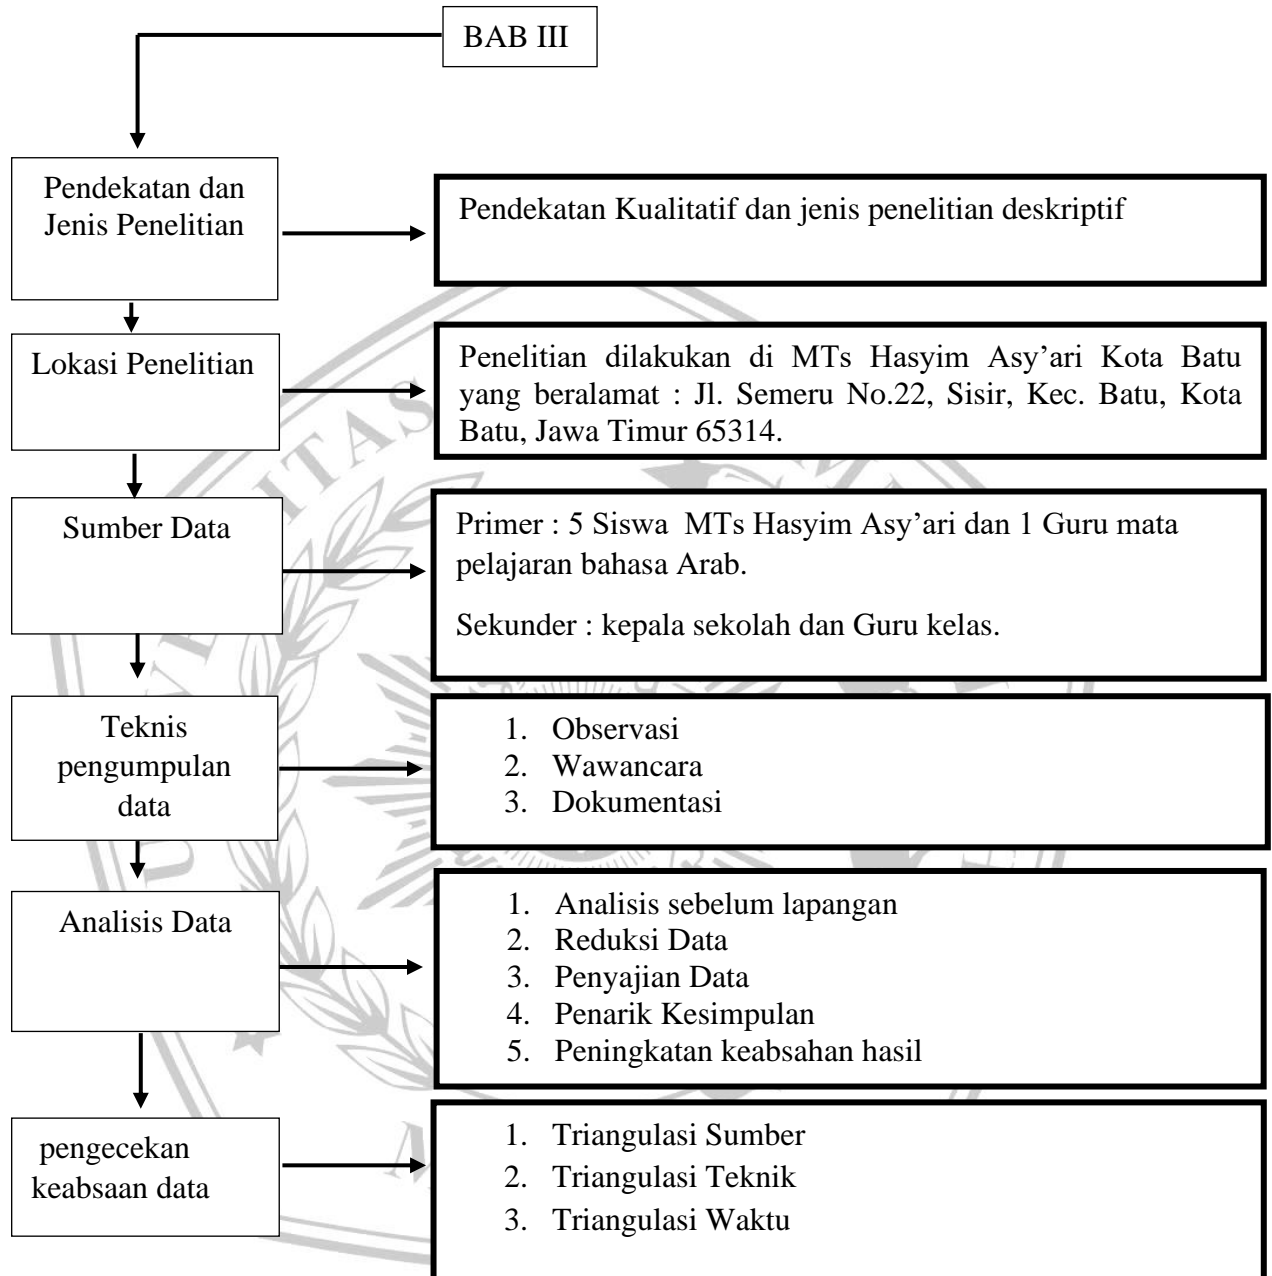 BAB III
Pendekatan dan
Jenis Penelitian
Pendekatan Kualitatif dan jenis penelitian deskriptif
Lokasi Penelitian
Penelitian dilakukan di MTs Hasyim Asy’ari Kota Batu
yang beralamat : Jl. Semeru No.22, Sisir, Kec. Batu, Kota
Batu, Jawa Timur 65314.
Sumber Data
Primer : 5 Siswa MTs Hasyim Asy’ari dan 1 Guru mata
pelajaran bahasa Arab.
Sekunder : kepala sekolah dan Guru kelas.
Teknis
pengumpulan
data
1. Observasi
2. Wawancara
3. Dokumentasi
Analisis Data
1. Analisis sebelum lapangan
2. Reduksi Data
3. Penyajian Data
4. Penarik Kesimpulan
5. Peningkatan keabsahan hasil
pengecekan
keabsaan data
1. Triangulasi Sumber
2. Triangulasi Teknik
3. Triangulasi Waktu